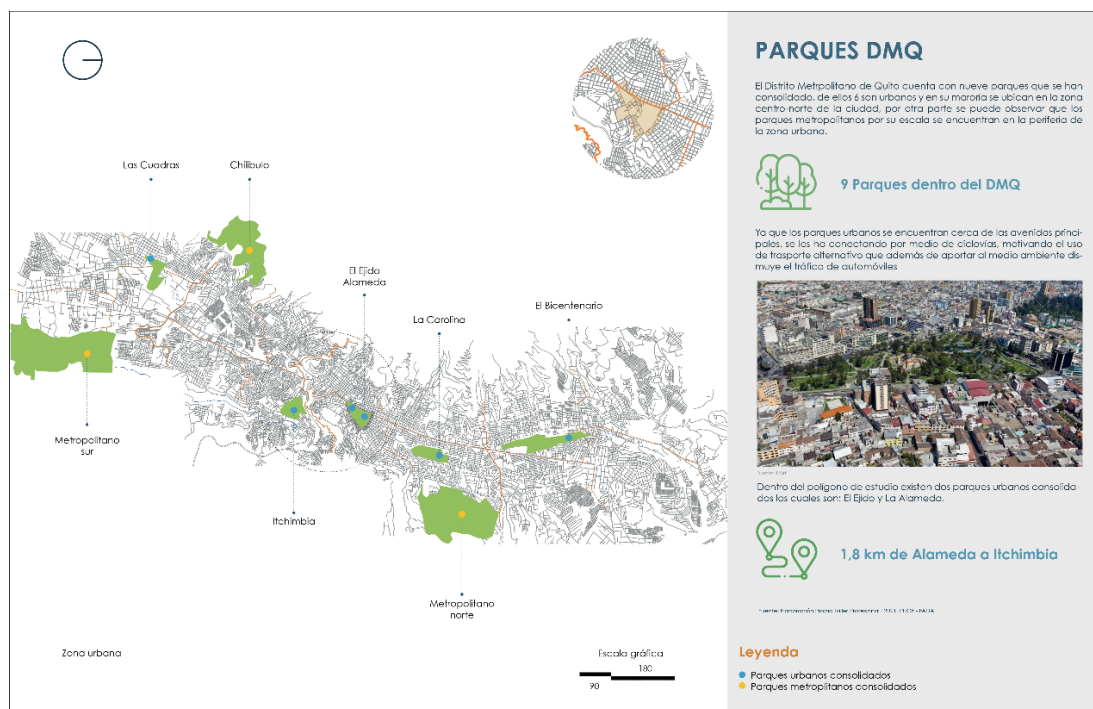 PARQUES DMQ
El Distrito Metrpolitano de Quito cuenta con nueve parques que se han
consolidado, de ellos 6 son urbanos y en su maroria se ubican en la zona
centro-norte de la ciudad, por otra parte se puede observar que los
parques metropolitanos por su escala se encuentran en la periferia de
la zona urbana.
9 Parques dentro del DMQ
Ya que los parques urbanos se encuentran cerca de las avenidas princi-
pales, se los ha conectando por medio de ciclovías, motivando el uso
de trasporte alternativo que además de aportar al medio ambiente dis-
muye el tráfico de automóviles
Dentro del polígono de estudio existen dos parques urbanos consolida-
dos los cuales son: El Ejido y La Alameda.
1,8 km de Alameda a Itchimbia
Fuente:
Leyenda
Parques urbanos consolidados
Parques metroplitanos consolidados
Las Cuadras
Chilibulo
El Ejido
Alameda
La Carolina
El Bicentenario
Metropolitano
sur
Itchimbia
Metropolitano
norte
Zona urbana
Escala gráfica
180
90